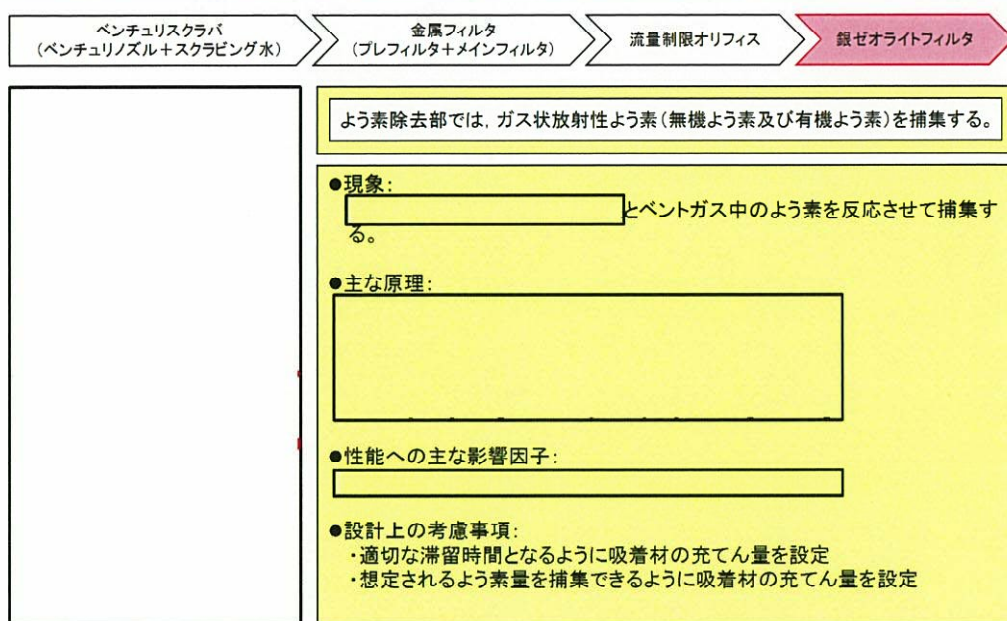 ベンチュリスクラバ
(ベンチュリノズル+スクラビング水)
金属フィルタ
(プレフィルタ+メインフィルタ)
流量制限オリフィス
銀ゼオライトフィルタ
よう素除去部では,ガス状放射性よう素(無機よう素及び有機よう素)を捕集する。
●現象:
とベントガス中のよう素を反応させて捕集す
る。
●主な原理:
●性能への主な影響因子:
●設計上の考慮事項:
・適切な滞留時間となるように吸着材の充てん量を設定
・想定されるよう素量を捕集できるように吸着材の充てん量を設定